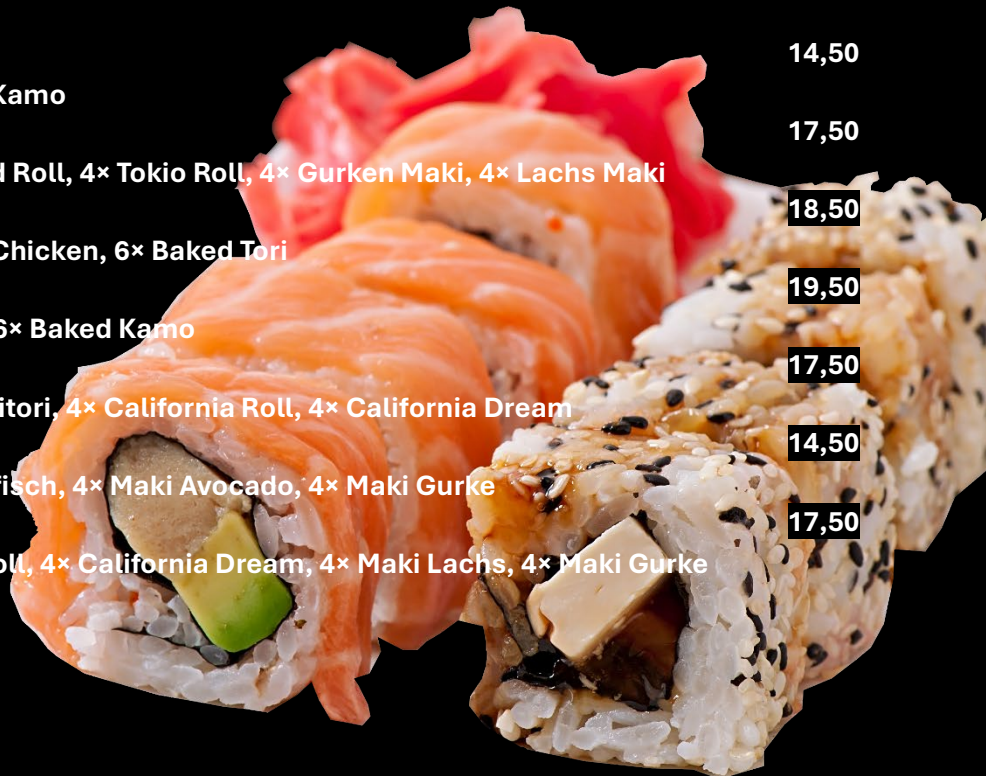 14,50
Kamo
17,50
d Roll, 4× Tokio Roll, 4× Gurken Maki, 4× Lachs Maki
18,50
Chicken, 6× Baked Tori
19,50
6× Baked Kamo
17,50
itori, 4× California Roll, 4× California Dream
14,50
fisch, 4× Maki Avocado, 4× Maki Gurke
17,50
oll, 4× California Dream, 4× Maki Lachs, 4× Maki Gurke